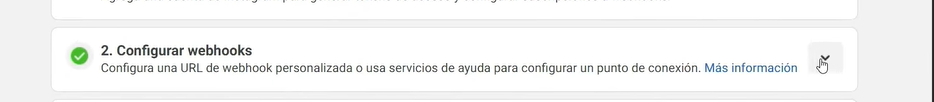 2. Configurar webhooks
Configura una URL de webhook personalizada o usa servicios de ayuda para configurar un punto de conexión. Más información